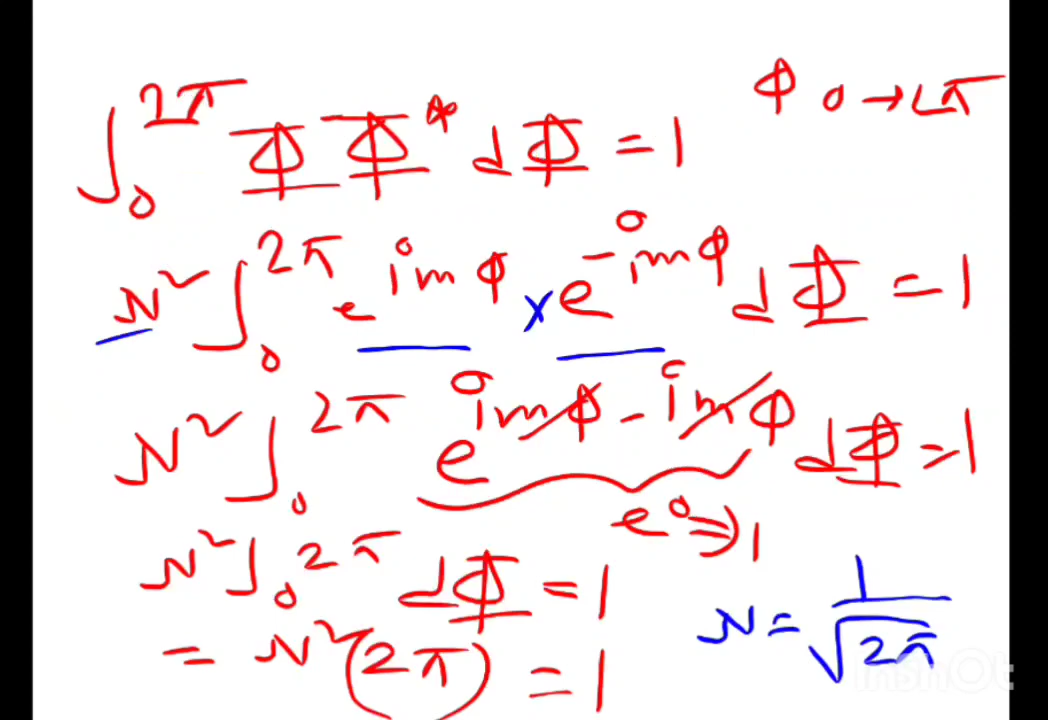 ∫₀^2π Φ Φ* dΦ = 1
ϕ 0 → 2π
N² ∫₀^2π e^imϕ × e^-imϕ dΦ = 1
N² ∫₀^2π e^imϕ - imϕ dΦ = 1
e⁰ ⇒ 1
N² ∫₀^2π dΦ = 1
= N² (2π) = 1
N = 1/√2π
InShOt